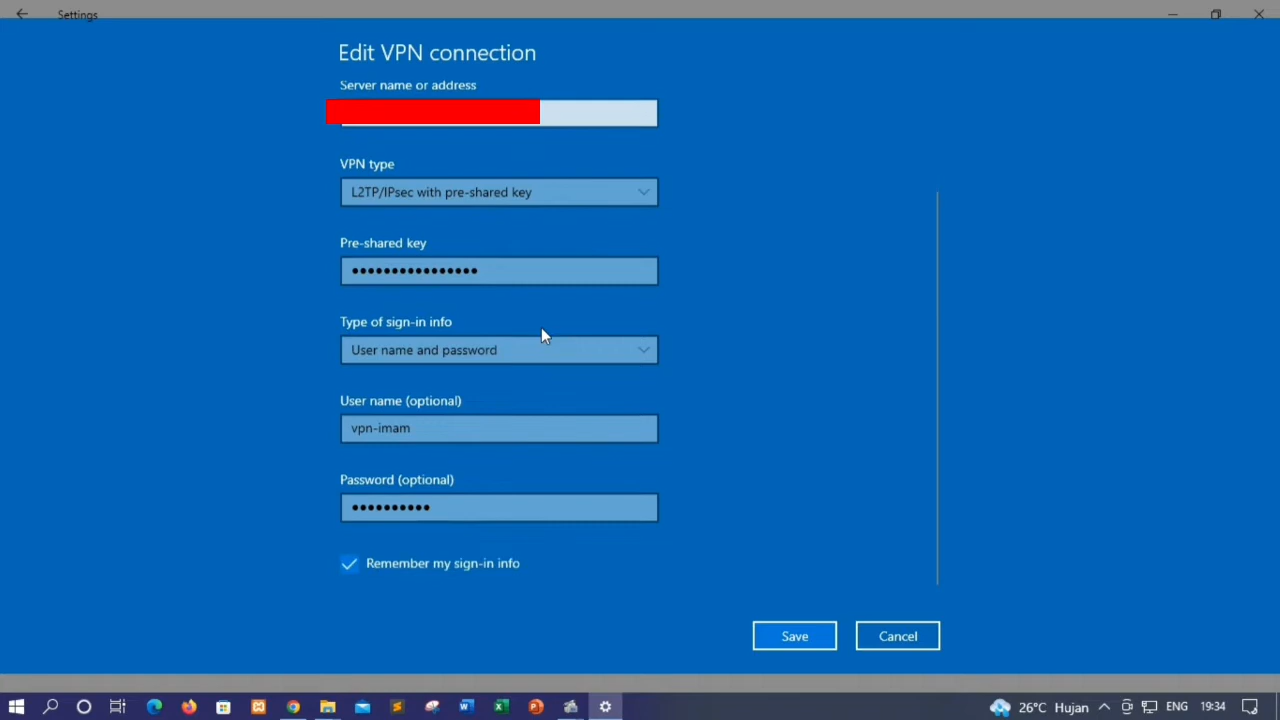 Settings
Edit VPN connection
Server name or address
VPN type
L2TP/IPsec with pre-shared key
Pre-shared key
••••••••••••••••
Type of sign-in info
User name and password
User name (optional)
vpn-imam
Password (optional)
••••••••••
Remember my sign-in info
Save Cancel
26°C Hujan ENG 19:34